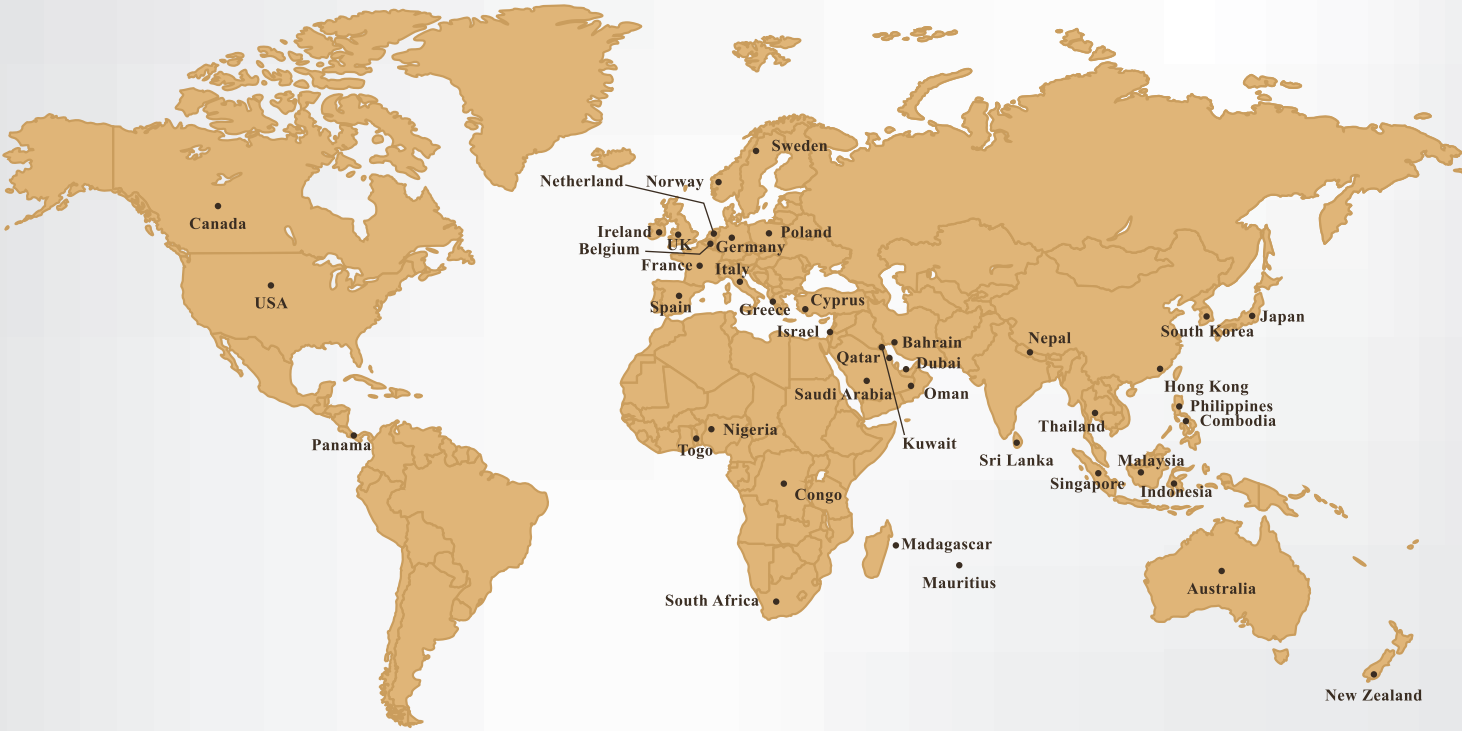 Sweden
Netherland
Norway
Canada
Ireland
UK
Poland
Belgium
Germany
France
Italy
USA
Spain
Greece
Cyprus
Israel
Japan
South Korea
Nepal
Bahrain
Qatar
Dubai
Saudi Arabia
Oman
Hong Kong
Philippines
Combodia
Thailand
Nigeria
Panama
Togo
Kuwait
Sri Lanka
Malaysia
Singapore
Indonesia
Congo
Madagascar
Mauritius
Australia
South Africa
New Zealand